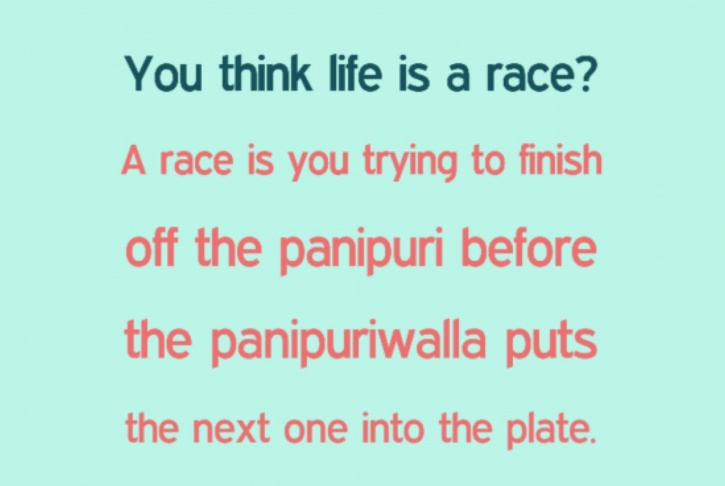 You think life is a race?
A race is you trying to finish
off the panipuri before
the panipuriwalla puts
the next one into the plate.